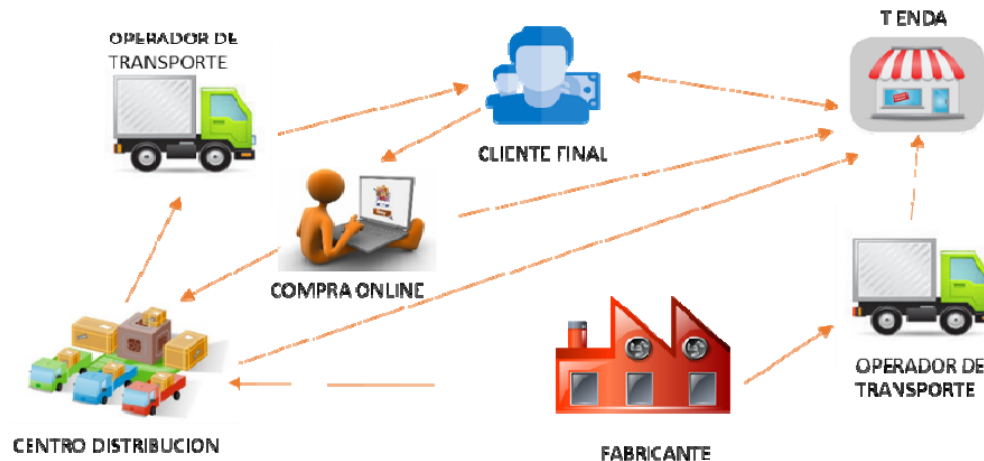 OPERADOR DE
TRANSPORTE
T ENDA
CLIENTE FINAL
COMPRA ONLINE
OPERADOR DE
TRANSPORTE
CENTRO DISTRIBUCION
FABRICANTE